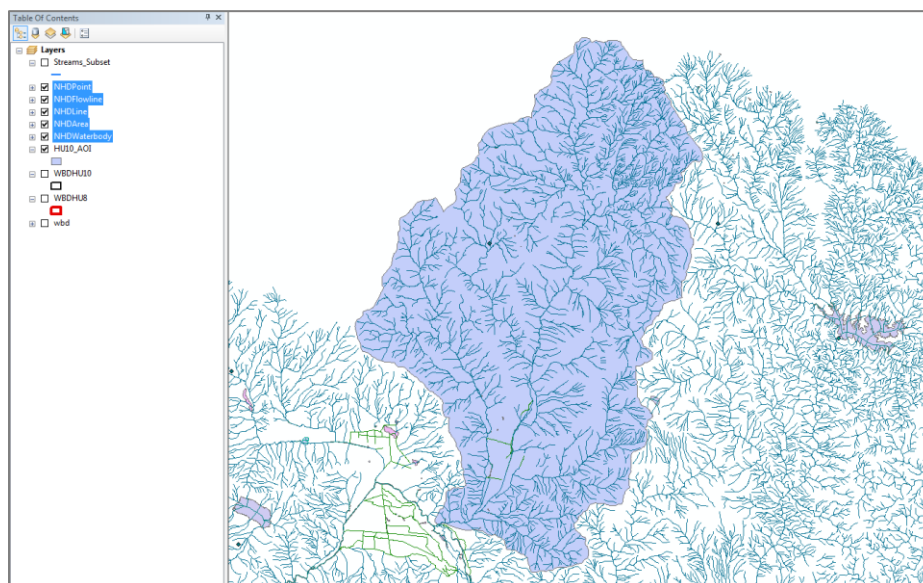 Table Of Contents
Layers
Streams_Subset
NHDPoint
NHDFlowline
NHDLine
NHDArea
NHDWaterbody
HU10_AOI
WBDHU10
WBDHU8
wbd